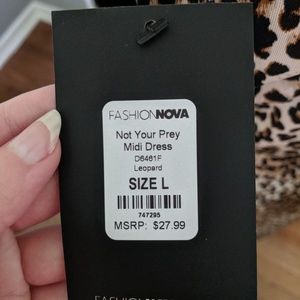 FASHIONNOVA
Not Your Prey
Midi Dress
D6461F
Leopard
SIZE L
747295
MSRP: $27.99